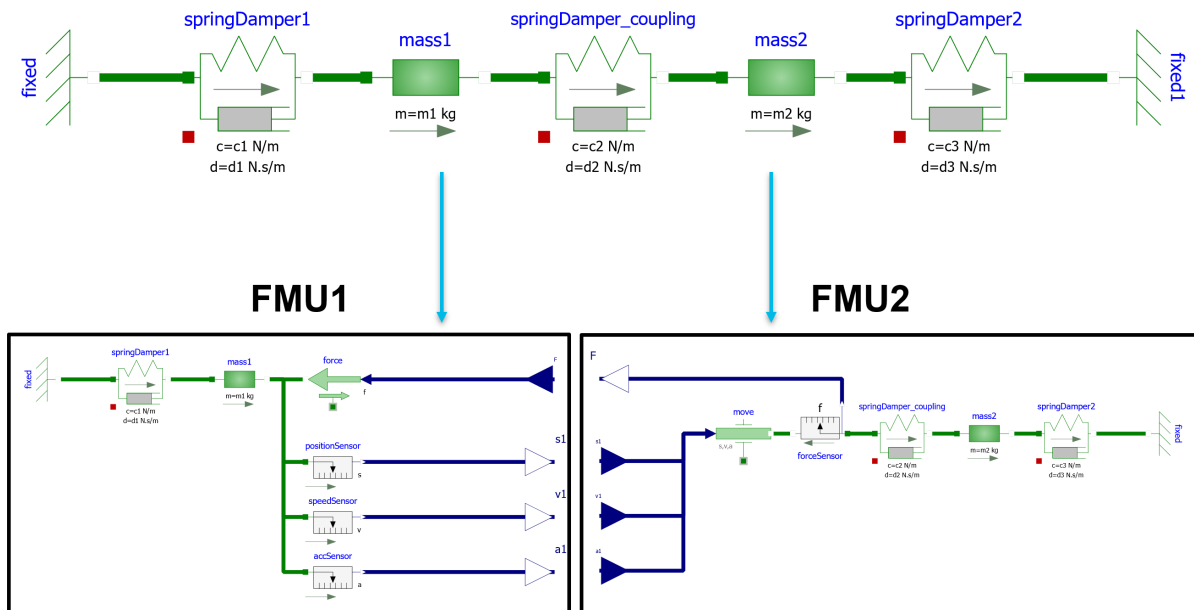 springDamper1
springDamper_coupling
springDamper2
mass1
mass2
fixed
fixed1
m=m1 kg
m=m2 kg
c=c1 N/m
d=d1 N.s/m
c=c2 N/m
d=d2 N.s/m
c=c3 N/m
d=d3 N.s/m
FMU1
FMU2
springDamper1
mass1
force
F
fixed
m=m1 kg
f
c=c1 N/m
d=d1 N.s/m
positionSensor
s
s1
speedSensor
v
v1
accSensor
a
a1
F
move
f
springDamper_coupling
mass2
springDamper2
fixed
s,v,a
forceSensor
m=m2 kg
c=c2 N/m
d=d2 N.s/m
c=c3 N/m
d=d3 N.s/m
s1
v1
a1